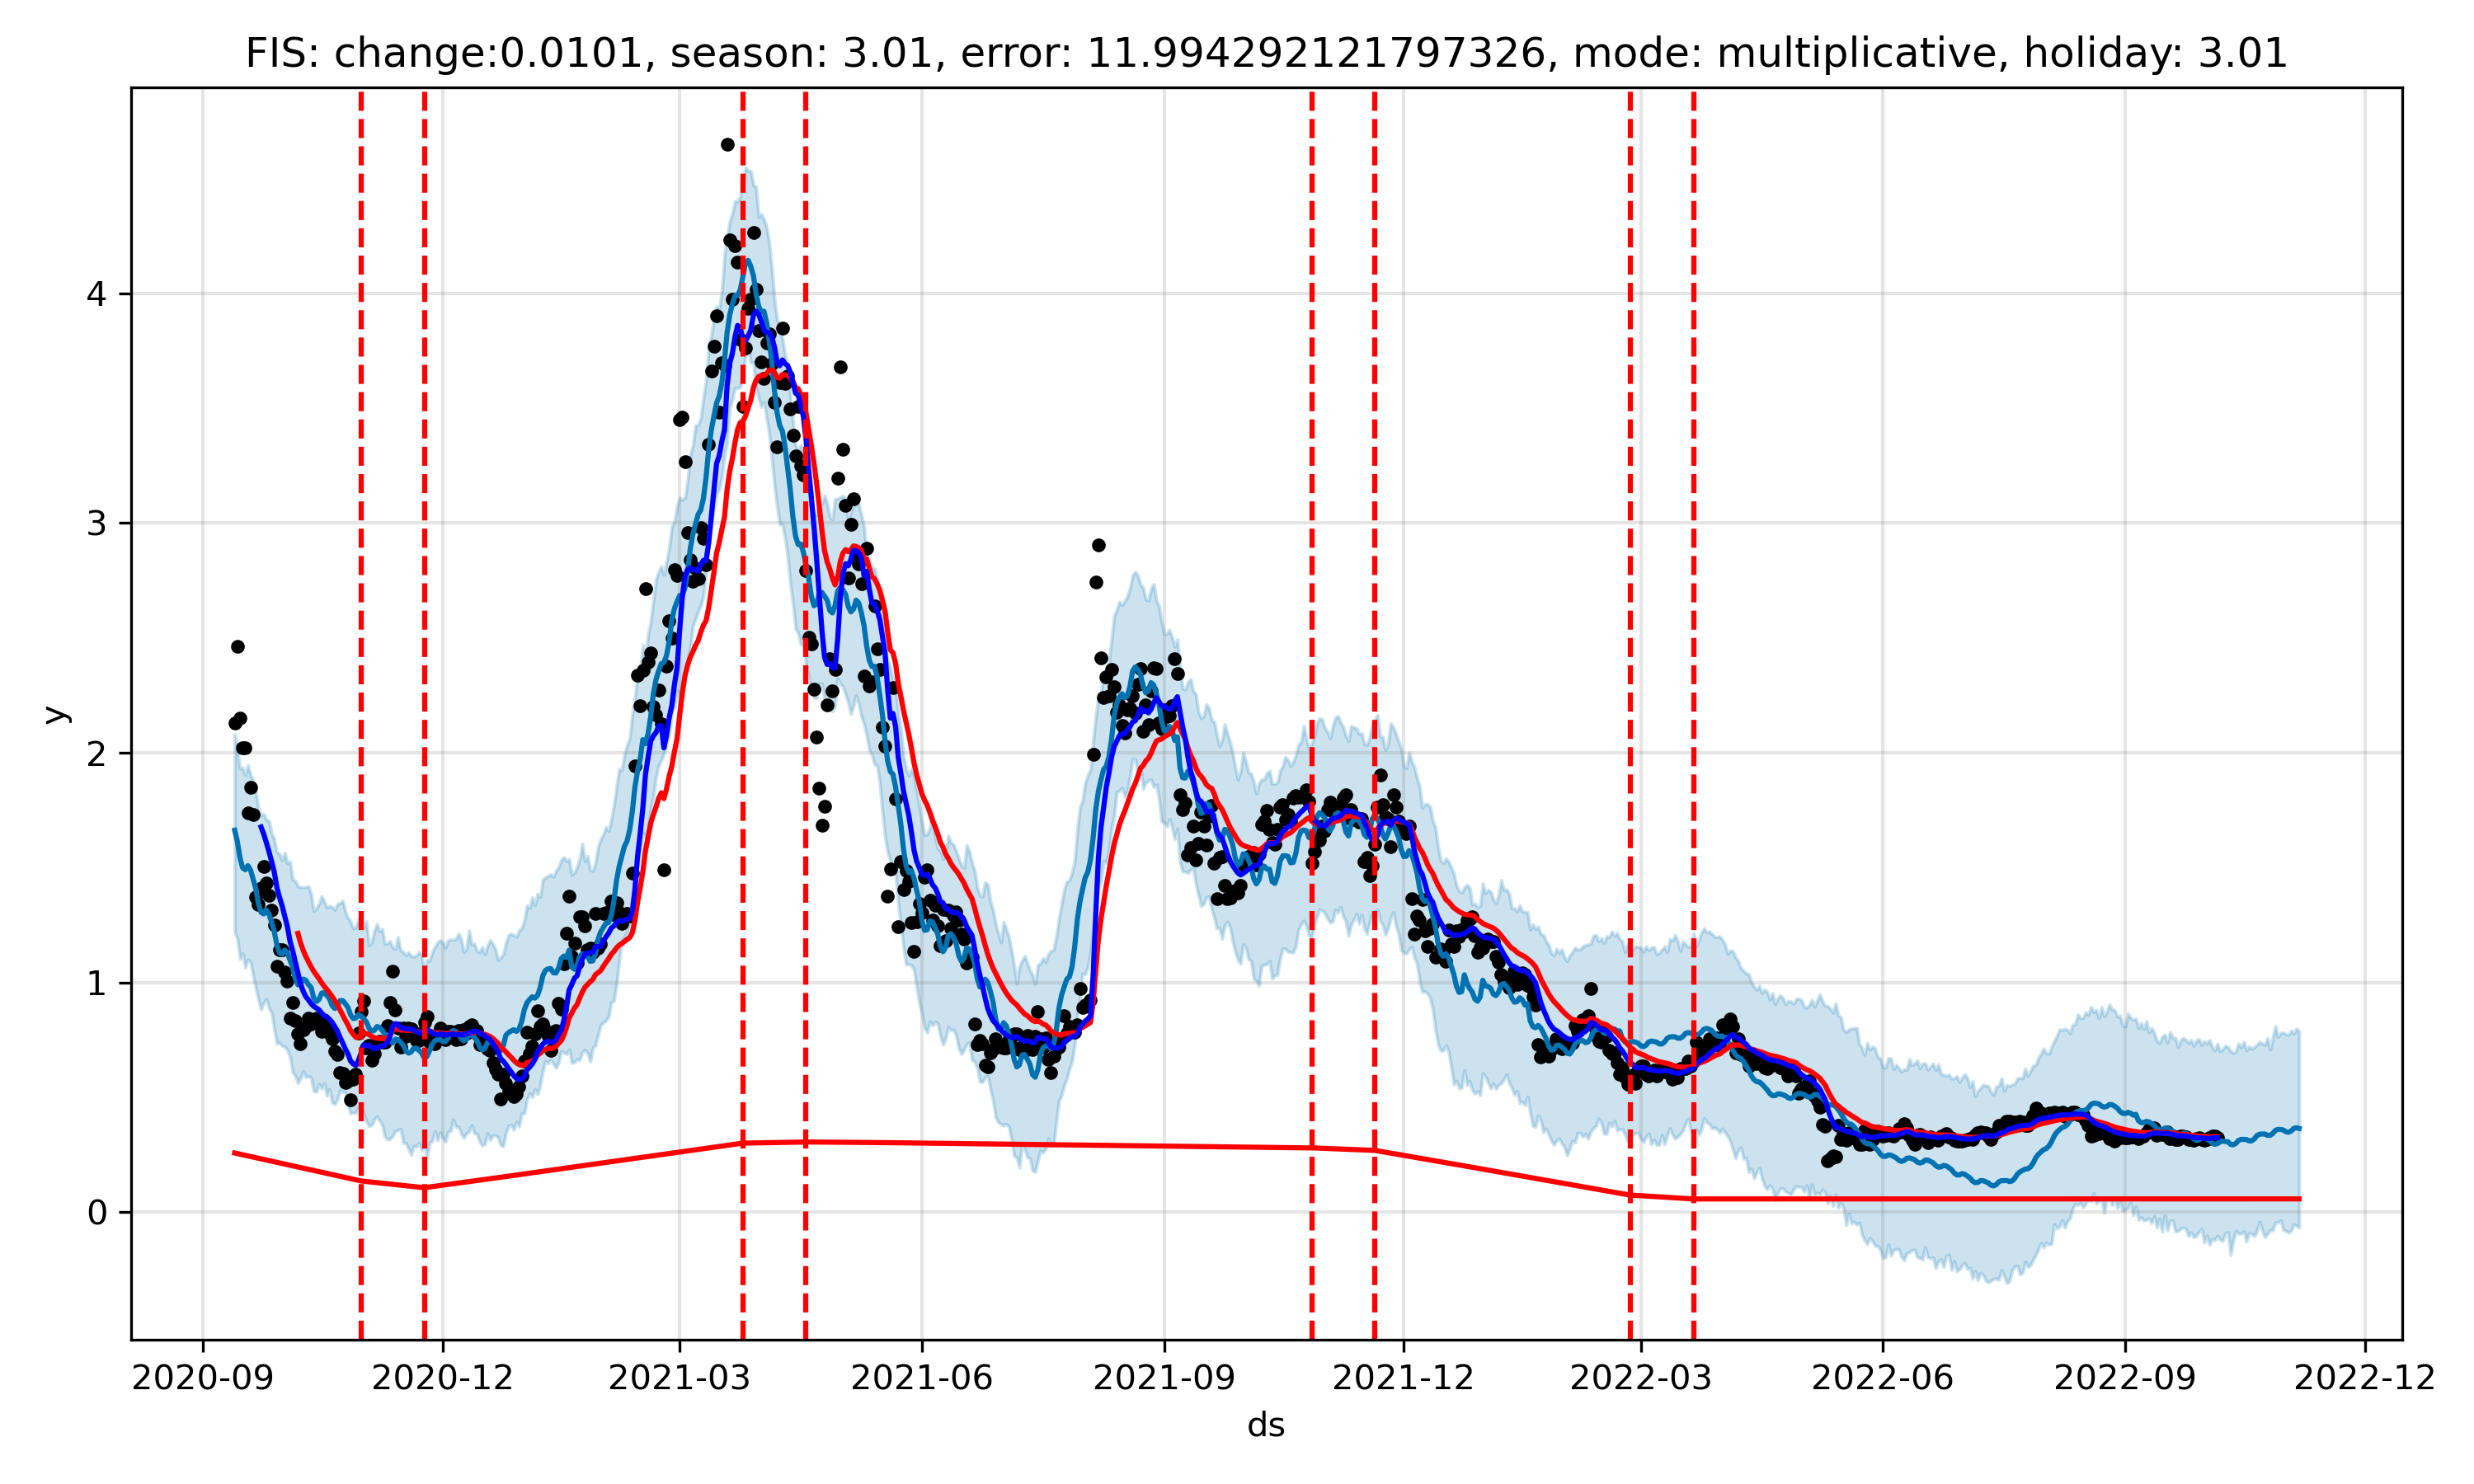 FIS: change:0.0101, season: 3.01, error: 11.994292121797326, mode: multiplicative, holiday: 3.01
y
4
3
2
1
0
2020-09 2020-12 2021-03 2021-06 2021-09 2021-12 2022-03 2022-06 2022-09 2022-12
ds